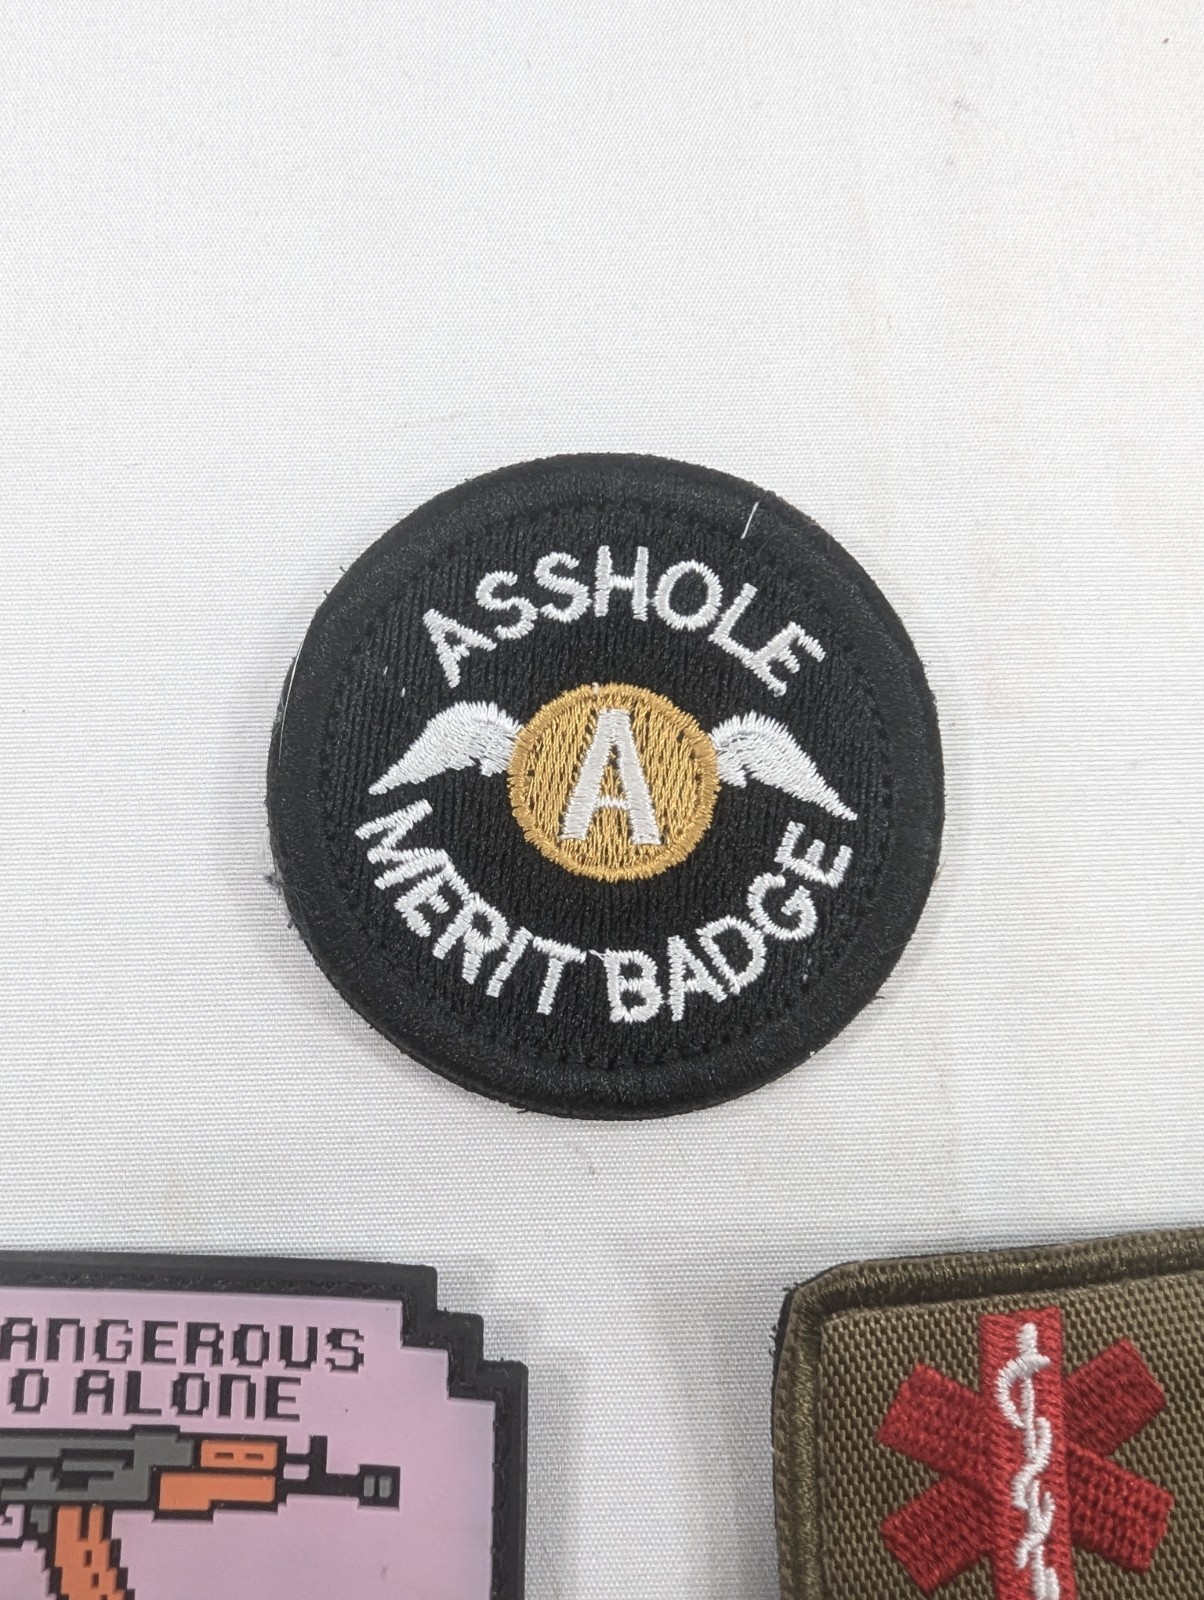 ASSHOLE
A
MERIT BADGE
ANGEROUS
O ALONE